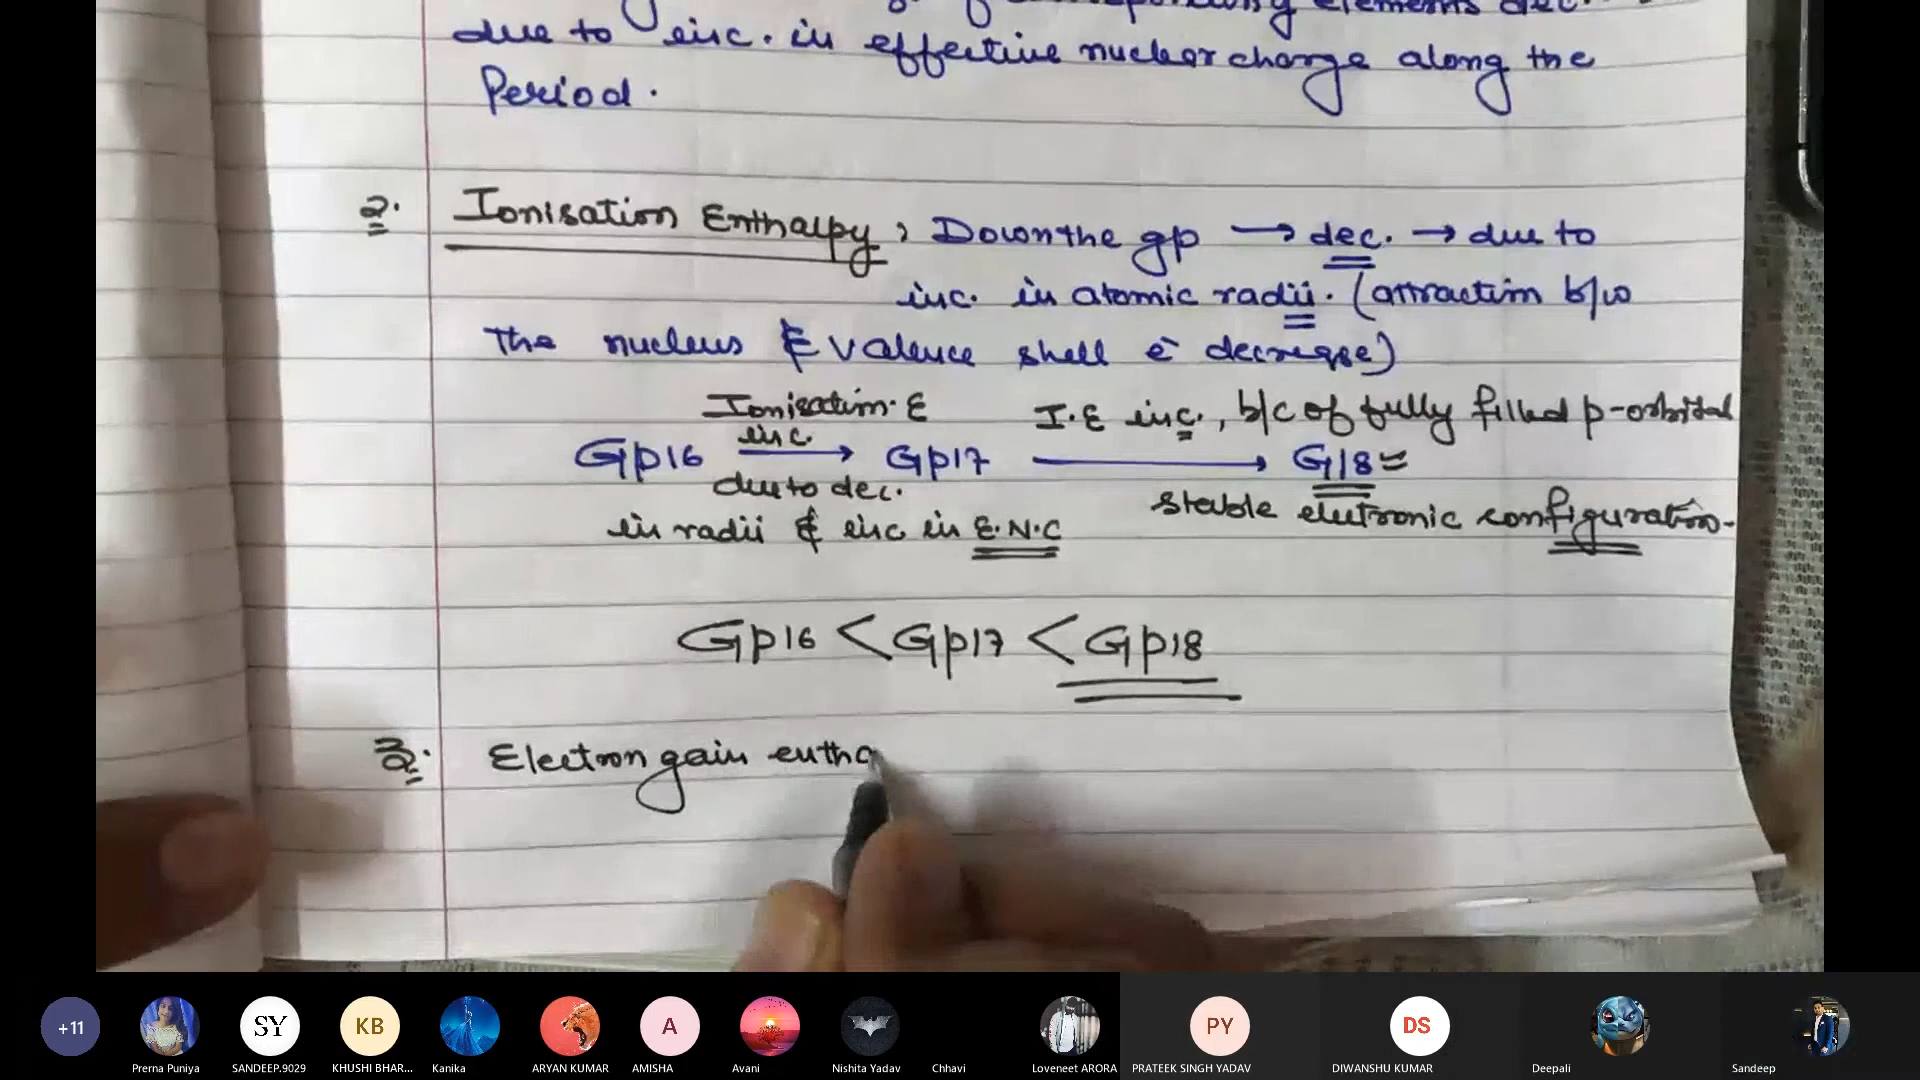 elements dec.
due to inc. in effective nuclear charge along the
Period.
2. Ionisation Enthalpy, Down the gp → dec. → due to
inc. in atomic radii. (attraction b/w
the nucleus & valence shell e⁻ decrease)
Ionisation. E I.E inc., b/c of fully filled p-orbital
inc.
Gp16 → Gp17 → G18 =
due to dec. stable electronic configuration.
in radii & inc in E.N.C
Gp16 < Gp17 < Gp18
3. Electron gain entha
+11 SY KB A PY DS
Prerna Puniya SANDEEP.9029 KHUSHI BHAR... Kanika ARYAN KUMAR AMISHA Avani Nishita Yadav Chhavi Loveneet ARORA PRATEEK SINGH YADAV DIWANSHU KUMAR Deepali Sandeep